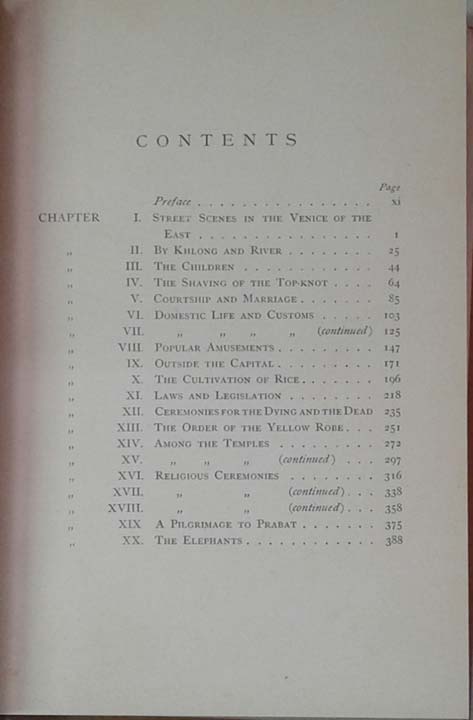 CONTENTS
Page
Preface . . . . . . . . . . . . . . . . xi
CHAPTER I. STREET SCENES IN THE VENICE OF THE
EAST . . . . . . . . . . . . . . . . 1
„ II. BY KHLONG AND RIVER . . . . . . . . 25
„ III. THE CHILDREN . . . . . . . . . . . . 44
„ IV. THE SHAVING OF THE TOP-KNOT . . . . 64
„ V. COURTSHIP AND MARRIAGE . . . . . . . 85
„ VI. DOMESTIC LIFE AND CUSTOMS . . . . . 103
„ VII. „ „ „ „ (continued) 125
„ VIII. POPULAR AMUSEMENTS . . . . . . . . . 147
„ IX. OUTSIDE THE CAPITAL . . . . . . . . . 171
„ X. THE CULTIVATION OF RICE . . . . . . . 196
„ XI. LAWS AND LEGISLATION . . . . . . . . 218
„ XII. CEREMONIES FOR THE DYING AND THE DEAD 235
„ XIII. THE ORDER OF THE YELLOW ROBE . . . 251
„ XIV. AMONG THE TEMPLES . . . . . . . . . 272
„ XV. „ „ „ (continued) . . . 297
„ XVI. RELIGIOUS CEREMONIES . . . . . . . . 316
„ XVII. „ „ (continued) . . . 338
„ XVIII. „ „ (continued) . . . 358
„ XIX A PILGRIMAGE TO PRABAT . . . . . . . 375
„ XX. THE ELEPHANTS . . . . . . . . . . . . 388